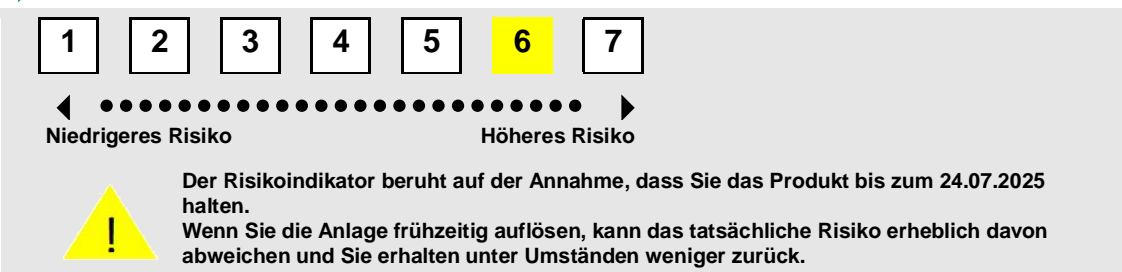 1 2 3 4 5 6 7
Niedrigeres Risiko Höheres Risiko
Der Risikoindikator beruht auf der Annahme, dass Sie das Produkt bis zum 24.07.2025
halten.
! Wenn Sie die Anlage frühzeitig auflösen, kann das tatsächliche Risiko erheblich davon
abweichen und Sie erhalten unter Umständen weniger zurück.